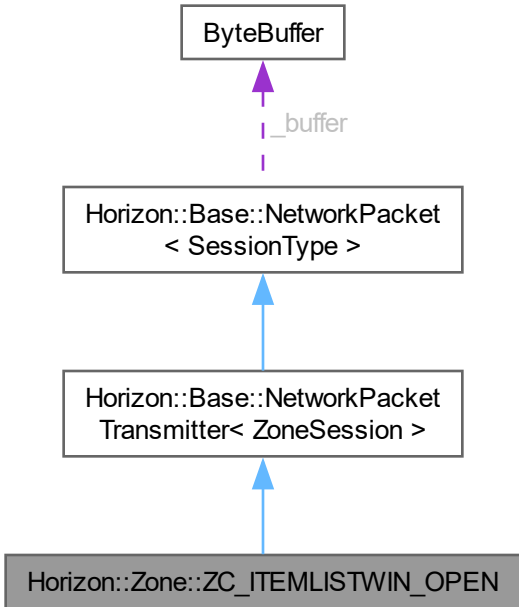 ByteBuffer
_buffer
Horizon::Base::NetworkPacket
< SessionType >
Horizon::Base::NetworkPacket
Transmitter< ZoneSession >
Horizon::Zone::ZC_ITEMLISTWIN_OPEN